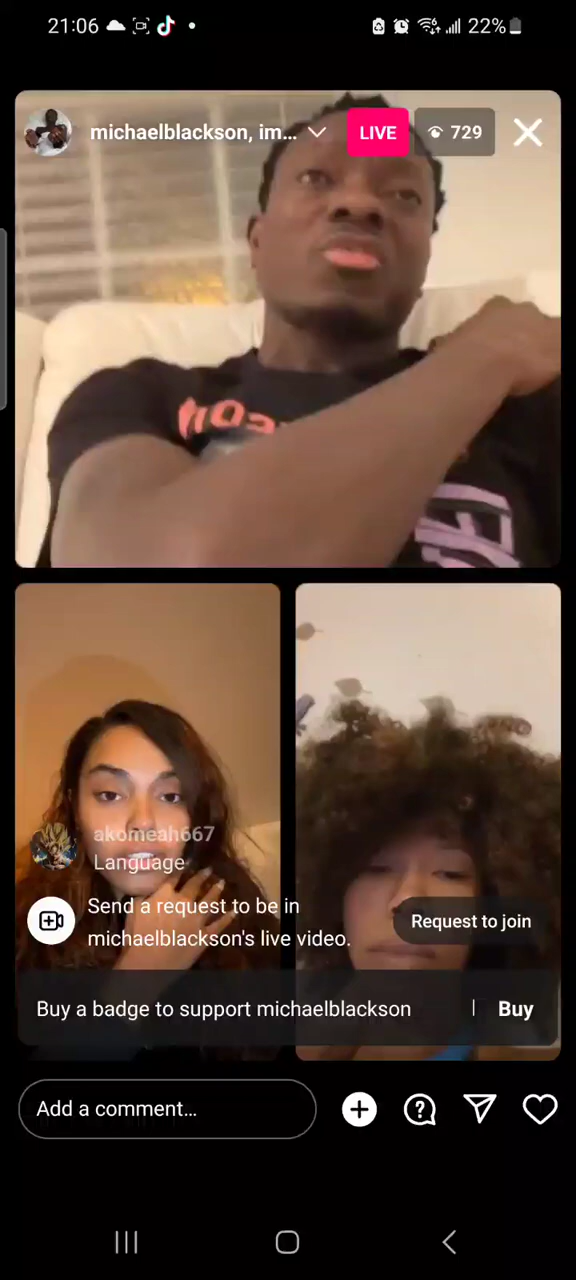 21:06
22%
michaelblackson, im...
LIVE
729
akomeah667
Language
Send a request to be in
michaelblackson's live video.
Request to join
Buy a badge to support michaelblackson
Buy
Add a comment...